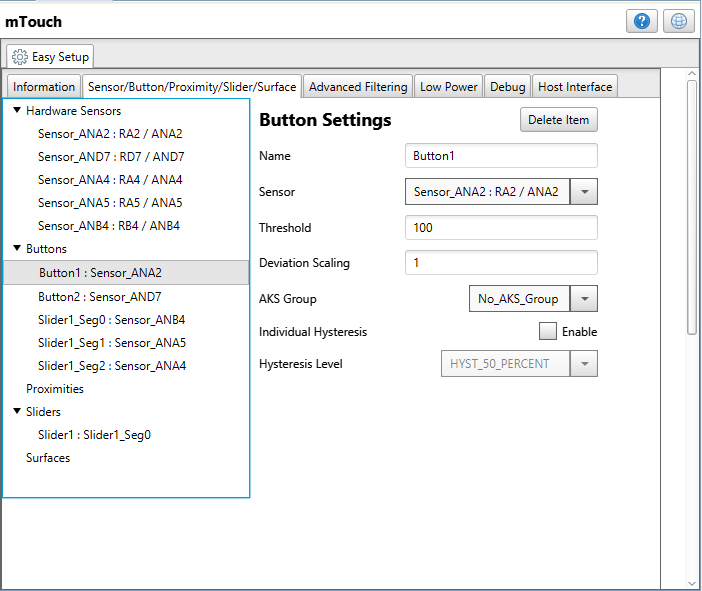 mTouch
Easy Setup
Information Sensor/Button/Proximity/Slider/Surface Advanced Filtering Low Power Debug Host Interface
Hardware Sensors
Sensor_ANA2 : RA2 / ANA2
Sensor_AND7 : RD7 / AND7
Sensor_ANA4 : RA4 / ANA4
Sensor_ANA5 : RA5 / ANA5
Sensor_ANB4 : RB4 / ANB4
Buttons
Button1 : Sensor_ANA2
Button2 : Sensor_AND7
Slider1_Seg0 : Sensor_ANB4
Slider1_Seg1 : Sensor_ANA5
Slider1_Seg2 : Sensor_ANA4
Proximities
Sliders
Slider1 : Slider1_Seg0
Surfaces
Button Settings Delete Item
Name Button1
Sensor Sensor_ANA2 : RA2 / ANA2
Threshold 100
Deviation Scaling 1
AKS Group No_AKS_Group
Individual Hysteresis Enable
Hysteresis Level HYST_50_PERCENT